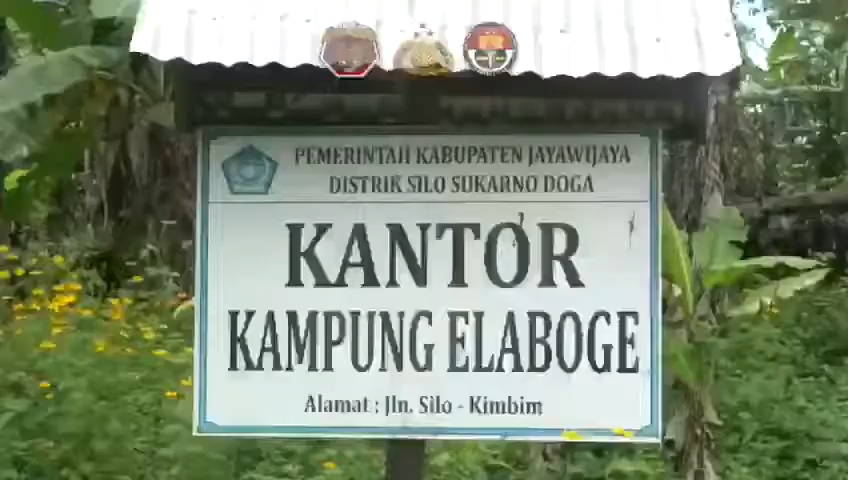 PEMERINTAH KABUPATEN JAYAWIJAYA
DISTRIK SILO SUKARNO DOGA
KANTOR
KAMPUNG ELABOGE
Alamat : Jln. Silo - Kimbim